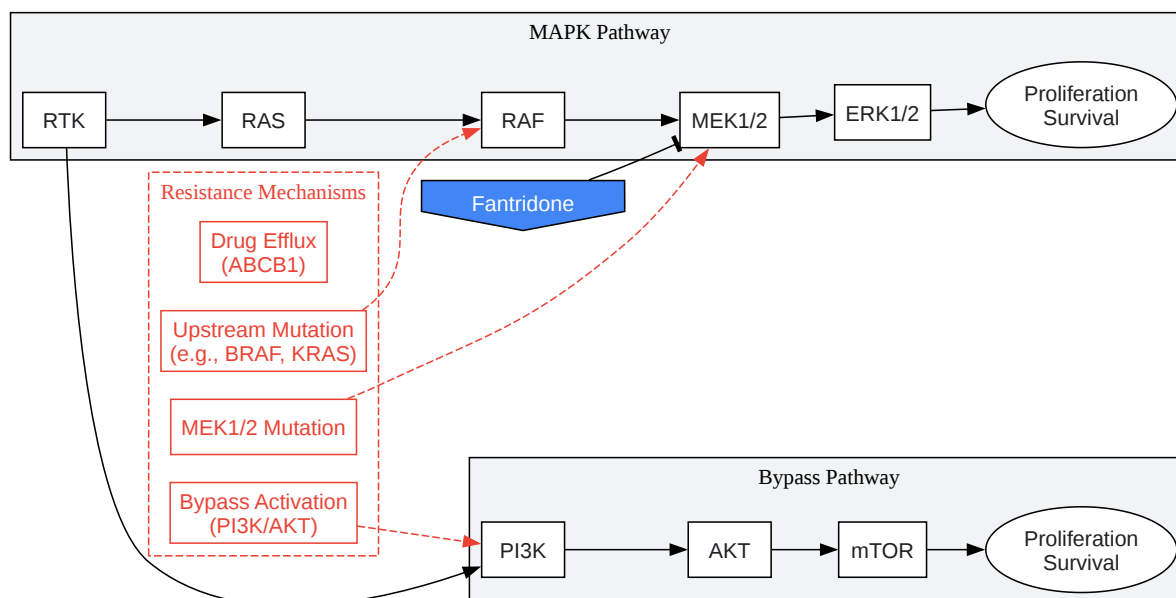 MAPK Pathway
RTK
RAS
RAF
MEK1/2
ERK1/2
Proliferation
Survival
Resistance Mechanisms
Fantridone
Drug Efflux
(ABCB1)
Upstream Mutation
(e.g., BRAF, KRAS)
MEK1/2 Mutation
Bypass Activation
(PI3K/AKT)
Bypass Pathway
PI3K
AKT
mTOR
Proliferation
Survival